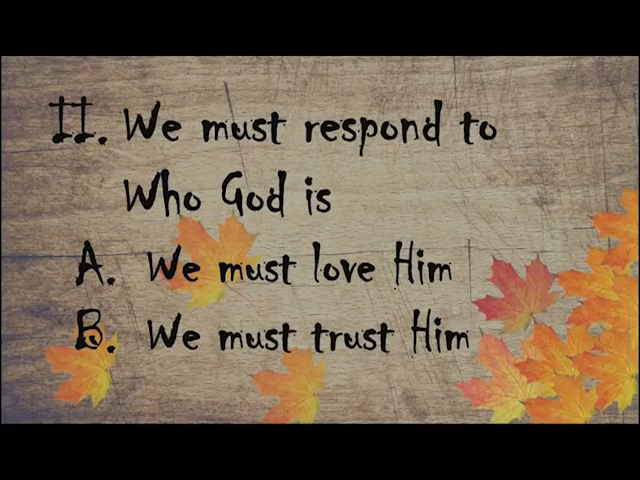 II. We must respond to
Who God is
A. We must love Him
B. We must trust Him